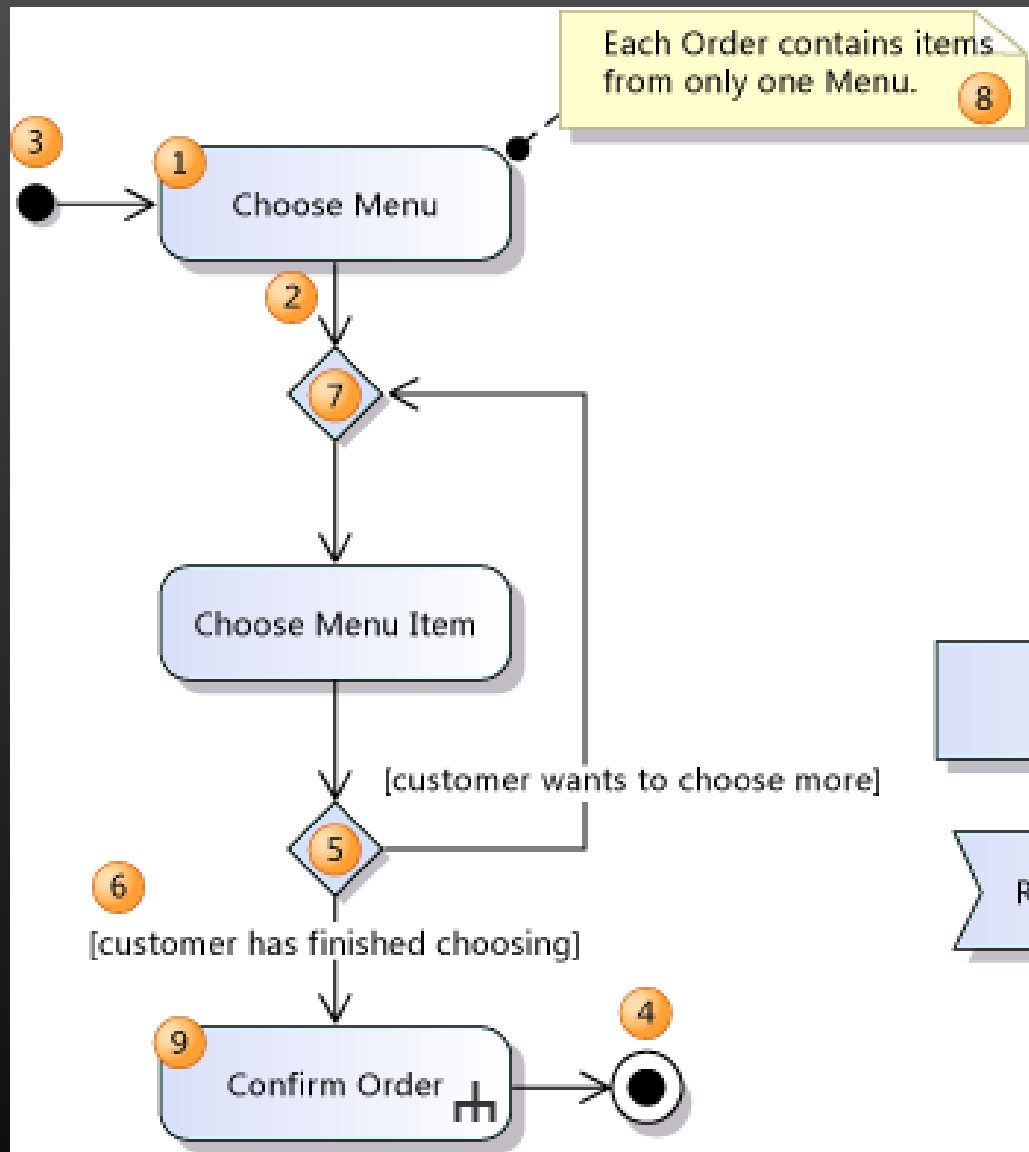 Each Order contains items
from only one Menu.
8
3
1
Choose Menu
2
7
Choose Menu Item
[customer wants to choose more]
5
6
[customer has finished choosing]
4
9
Confirm Order
R